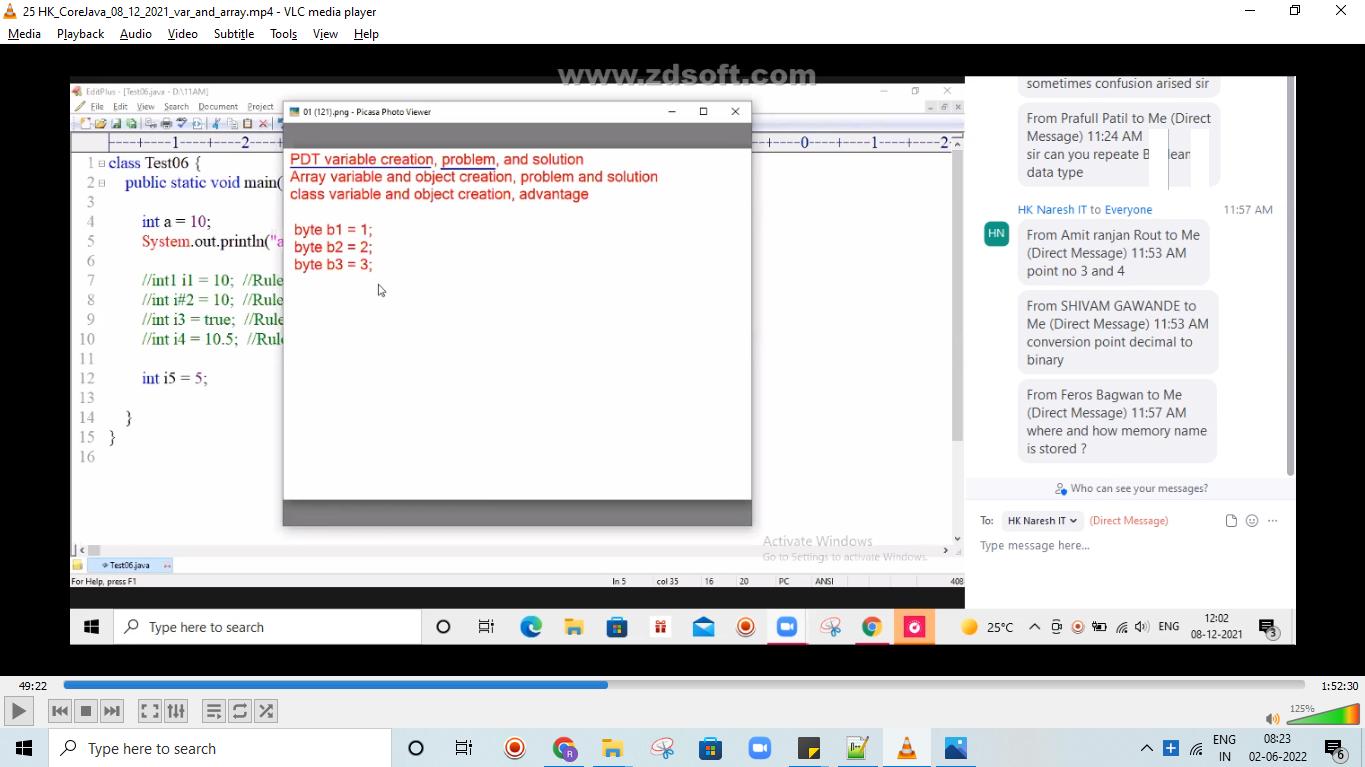 25 HK_CoreJava_08_12_2021_var_and_array.mp4 - VLC media player
Media Playback Audio Video Subtitle Tools View Help
www.zdsoft.com
EditPlus - [Test06.java - D:\11AM]
File Edit View Search Document Project
----+----1----+----2-
--+----0----+----1----+----2-
1 class Test06 {
2 public static void main(
3
4 int a = 10;
5 System.out.println("a
6
7 //int1 i1 = 10; //Rule
8 //int i#2 = 10; //Rule
9 //int i3 = true; //Rule
10 //int i4 = 10.5; //Rul
11
12 int i5 = 5;
13
14 }
15 }
16
01 (121).png - Picasa Photo Viewer
PDT variable creation, problem, and solution
Array variable and object creation, problem and solution
class variable and object creation, advantage
byte b1 = 1;
byte b2 = 2;
byte b3 = 3;
Activate Windows
Go to Settings to activate Windows.
Test06.java
For Help, press F1
ln 5 col 35 16 20 PC ANSI 408
sometimes confusion arised sir
From Prafull Patil to Me (Direct
Message) 11:24 AM
sir can you repeat B lean
data type
HK Naresh IT to Everyone 11:57 AM
HN
From Amit ranjan Rout to Me
(Direct Message) 11:53 AM
point no 3 and 4
From SHIVAM GAWANDE to
Me (Direct Message) 11:53 AM
conversion point decimal to
binary
From Feros Bagwan to Me
(Direct Message) 11:57 AM
where and how memory name
is stored ?
Who can see your messages?
To: HK Naresh IT (Direct Message)
Type message here...
Type here to search
25°C ENG 12:02
08-12-2021
3
49:22 1:52:30
125%
Type here to search
ENG 08:23
IN 02-06-2022
6